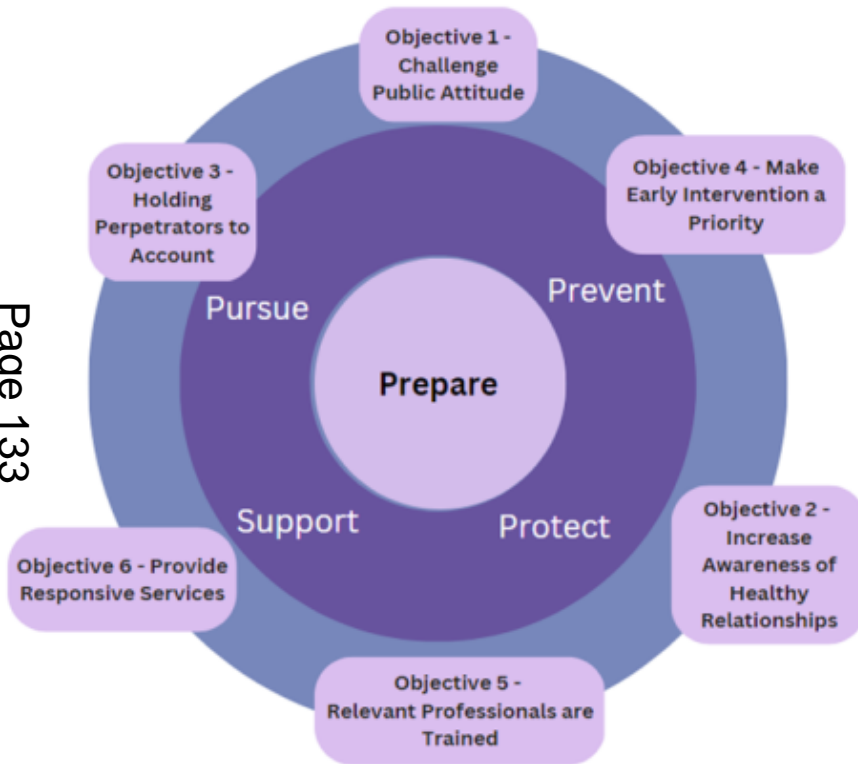 Objective 1 -
Challenge
Public Attitude
Objective 3 -
Holding
Perpetrators to
Account
Objective 4 - Make
Early Intervention a
Priority
Pursue
Prevent
Prepare
Support
Protect
Objective 6 - Provide
Responsive Services
Objective 2 -
Increase
Awareness of
Healthy
Relationships
Objective 5 -
Relevant Professionals are
Trained
Page 133